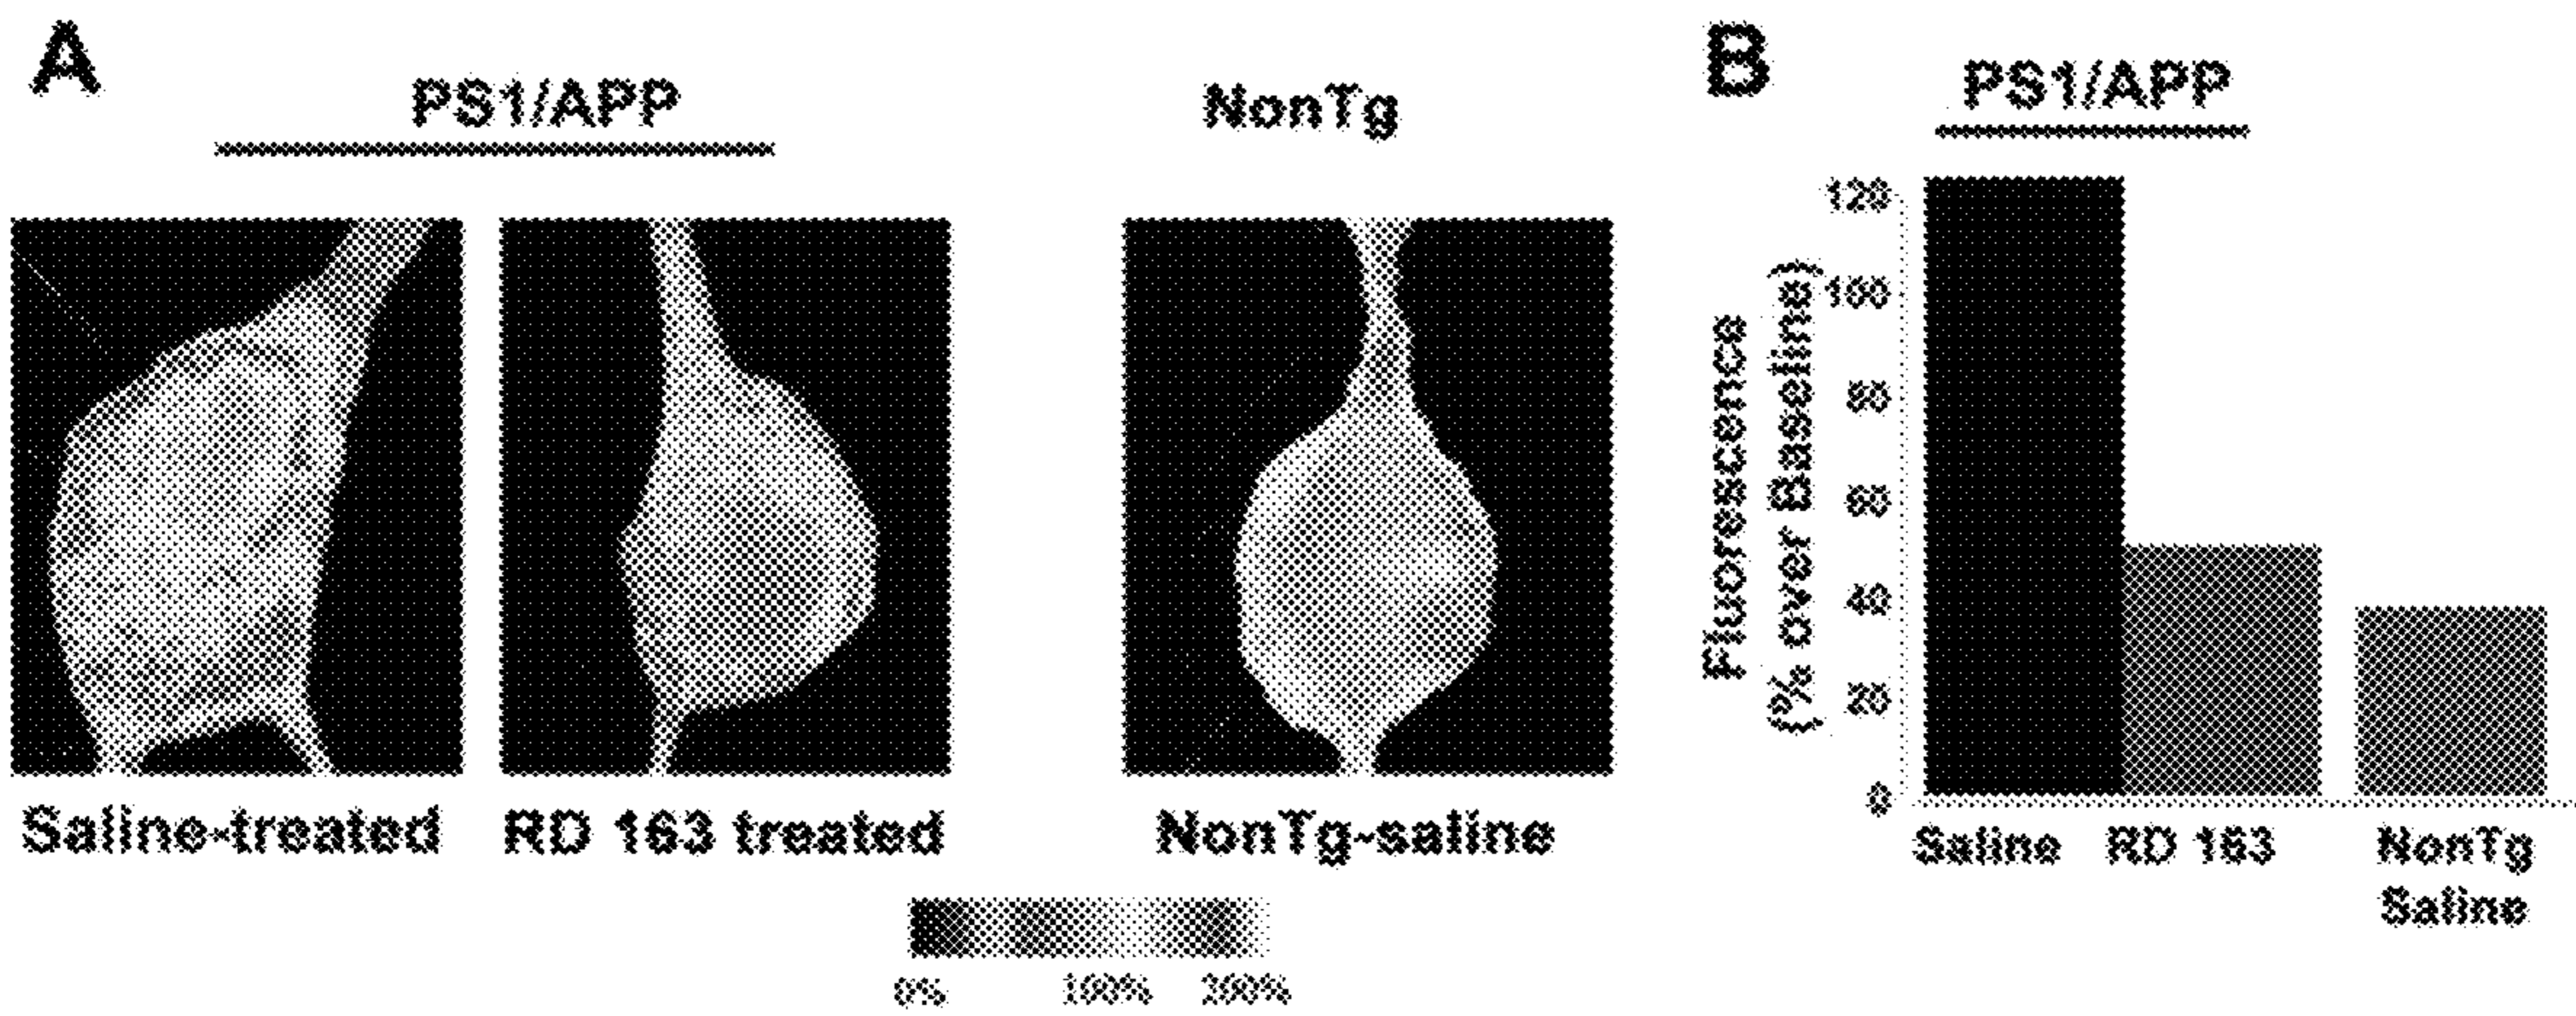 A
PS1/APP
NonTg
Saline-treated
RD 163 treated
NonTg-saline
0%
100%
200%
B
PS1/APP
Fluorescence
(% over Baseline)
120
100
80
60
40
20
0
Saline
RD 163
NonTg
Saline